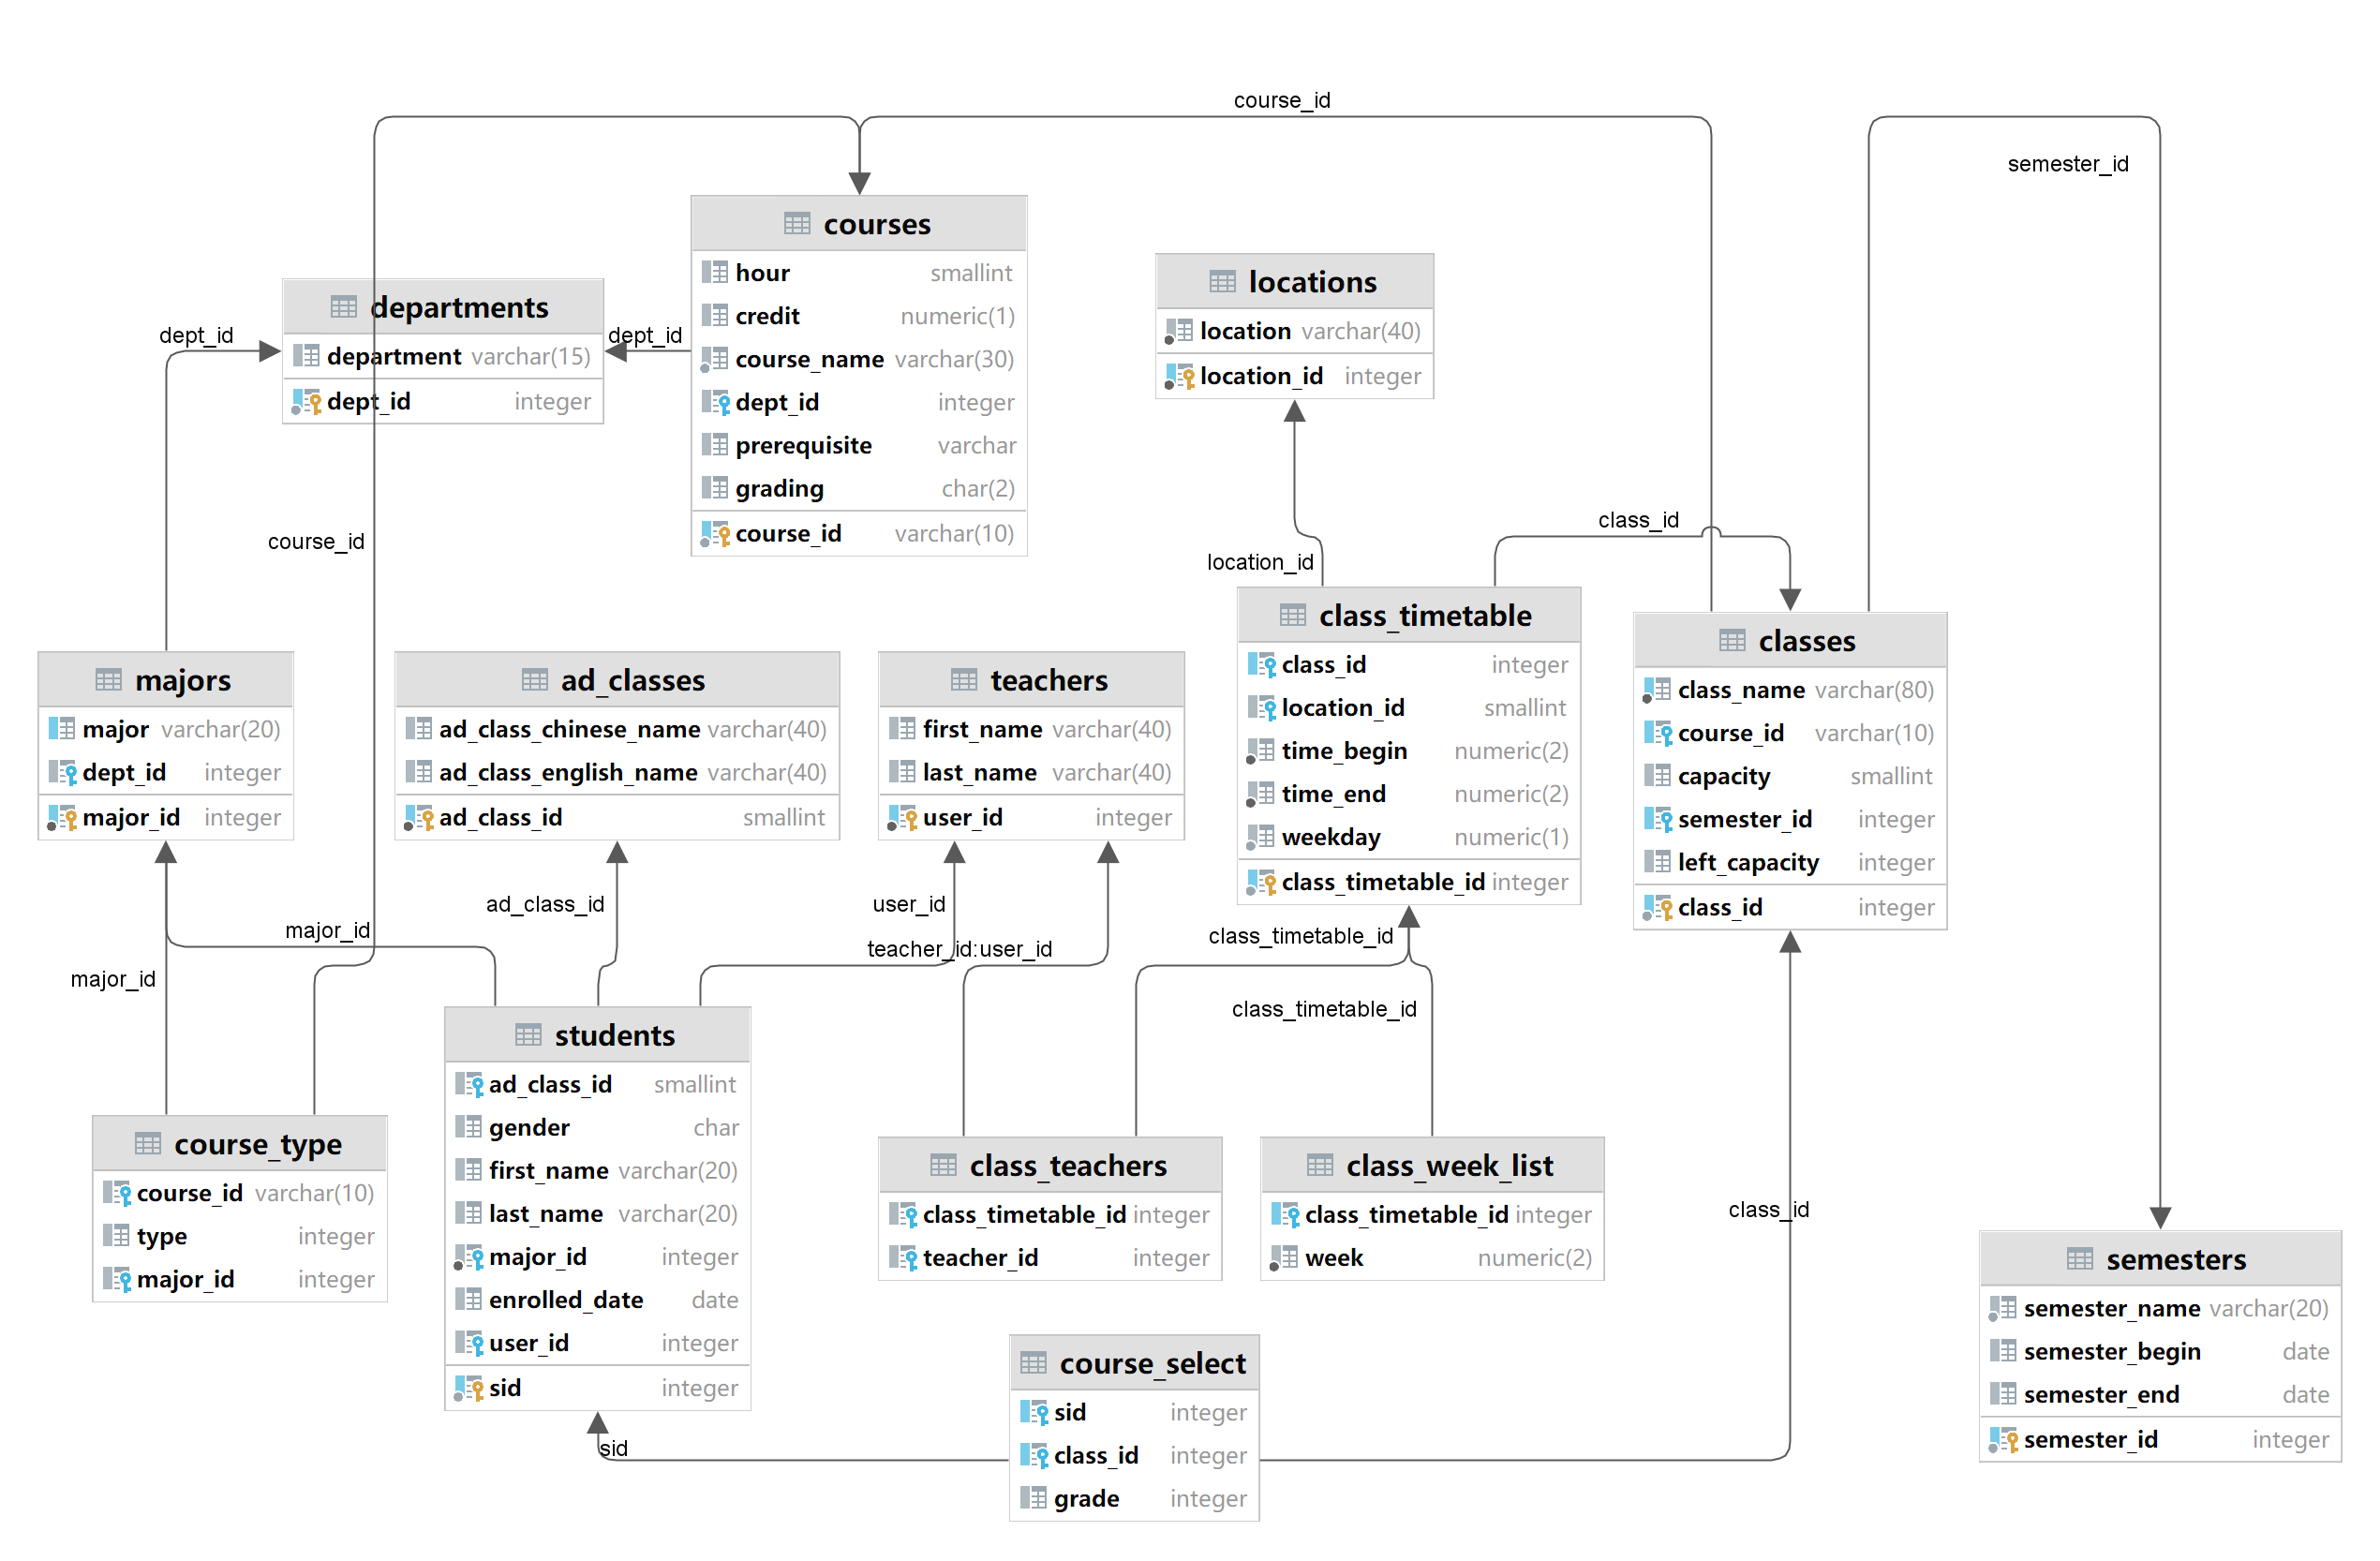 course_id
semester_id
courses
hour smallint
credit numeric(1)
course_name varchar(30)
dept_id integer
prerequisite varchar
grading char(2)
course_id varchar(10)
locations
location varchar(40)
location_id integer
departments
department varchar(15)
dept_id integer
dept_id
dept_id
course_id
class_id
location_id
class_timetable
class_id integer
location_id smallint
time_begin numeric(2)
time_end numeric(2)
weekday numeric(1)
class_timetable_id integer
classes
class_name varchar(80)
course_id varchar(10)
capacity smallint
semester_id integer
left_capacity integer
class_id integer
majors
major varchar(20)
dept_id integer
major_id integer
ad_classes
ad_class_chinese_name varchar(40)
ad_class_english_name varchar(40)
ad_class_id smallint
teachers
first_name varchar(40)
last_name varchar(40)
user_id integer
ad_class_id
user_id
major_id
teacher_id:user_id
class_timetable_id
major_id
class_timetable_id
students
ad_class_id smallint
gender char
first_name varchar(20)
last_name varchar(20)
major_id integer
enrolled_date date
user_id integer
sid integer
course_type
course_id varchar(10)
type integer
major_id integer
class_teachers
class_timetable_id integer
teacher_id integer
class_week_list
class_timetable_id integer
week numeric(2)
class_id
semesters
semester_name varchar(20)
semester_begin date
semester_end date
semester_id integer
course_select
sid integer
class_id integer
grade integer
sid